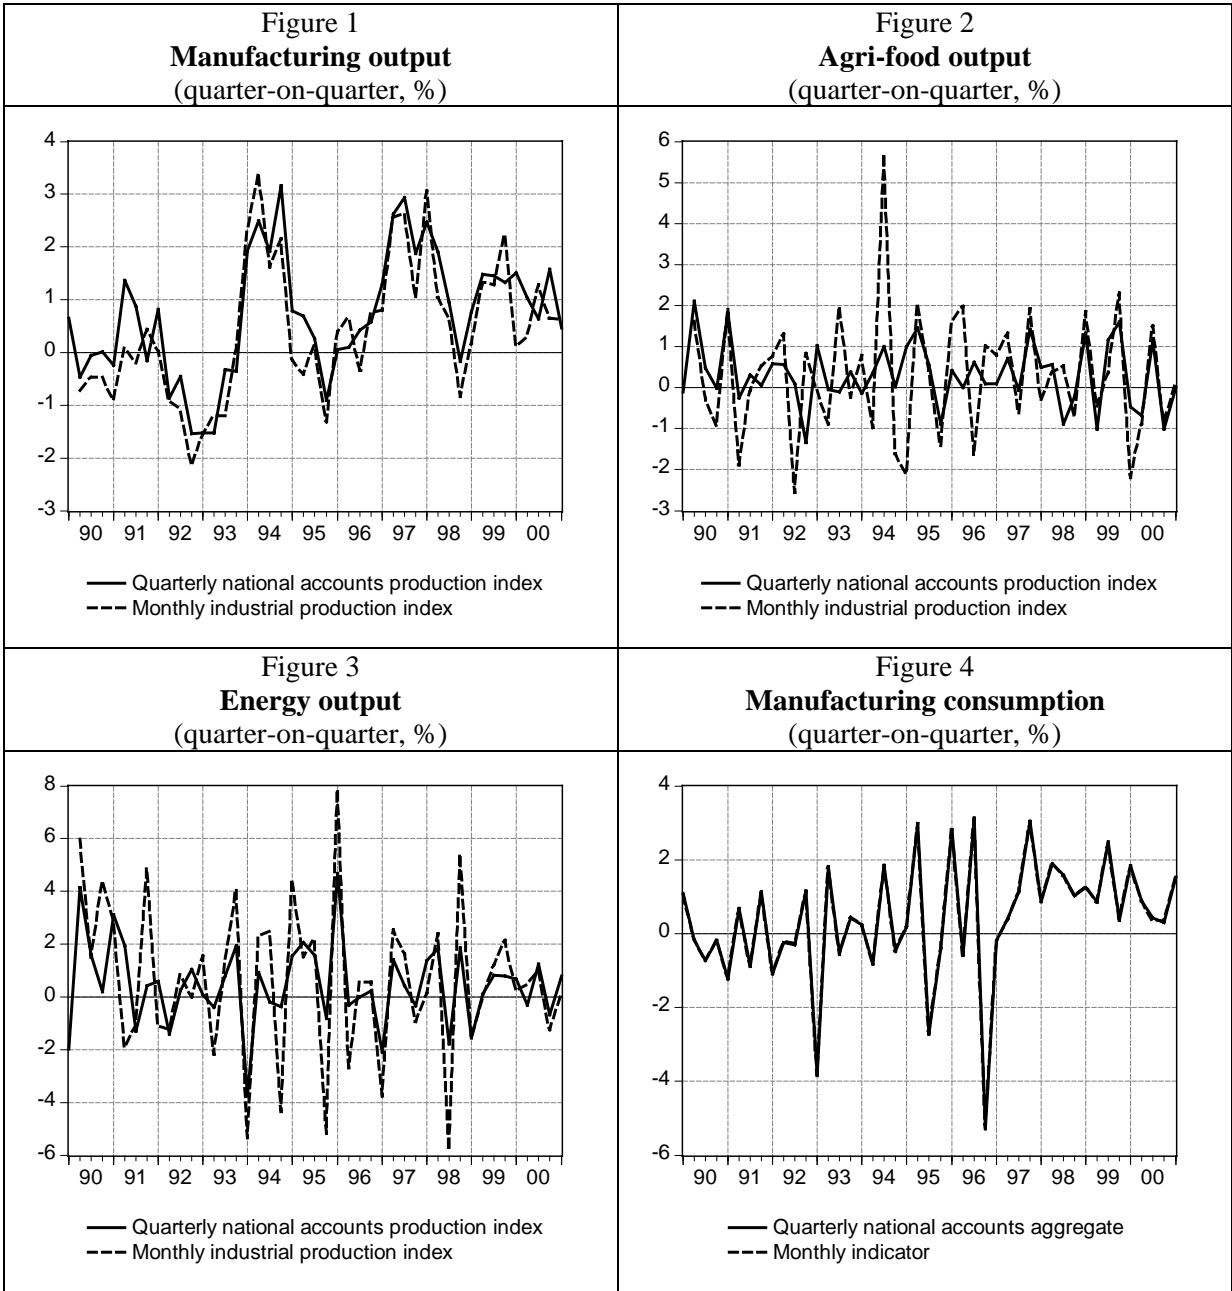 Figure 1
Manufacturing output
(quarter-on-quarter, %)
4
3
2
1
0
-1
-2
-3
90 91 92 93 94 95 96 97 98 99 00
Quarterly national accounts production index
Monthly industrial production index
Figure 2
Agri-food output
(quarter-on-quarter, %)
6
5
4
3
2
1
0
-1
-2
-3
90 91 92 93 94 95 96 97 98 99 00
Quarterly national accounts production index
Monthly industrial production index
Figure 3
Energy output
(quarter-on-quarter, %)
8
6
4
2
0
-2
-4
-6
90 91 92 93 94 95 96 97 98 99 00
Quarterly national accounts production index
Monthly industrial production index
Figure 4
Manufacturing consumption
(quarter-on-quarter, %)
4
2
0
-2
-4
-6
90 91 92 93 94 95 96 97 98 99 00
Quarterly national accounts aggregate
Monthly indicator